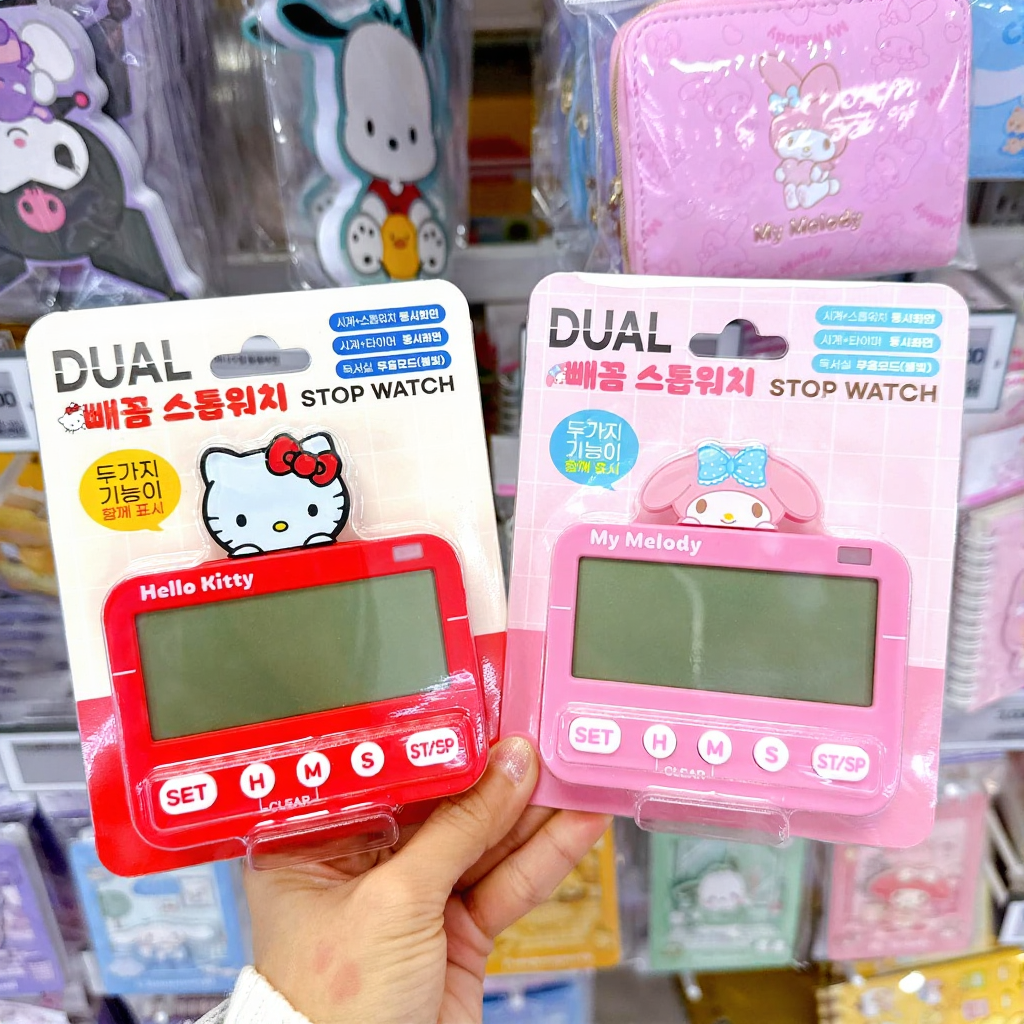 My Melody
My Melody
DUAL
시계+스톱워치 동시화면
시계+타이머 동시화면
독서실 무음모드(불빛)
빼꼼 스톱워치 STOP WATCH
두가지
기능이
함께 표시
Hello Kitty
SET H M S ST/SP
CLEAR
DUAL
시계+스톱워치 동시화면
시계+타이머 동시화면
독서실 무음모드(불빛)
빼꼼 스톱워치 STOP WATCH
두가지
기능이
함께 표시
My Melody
SET H M S ST/SP
CLEAR